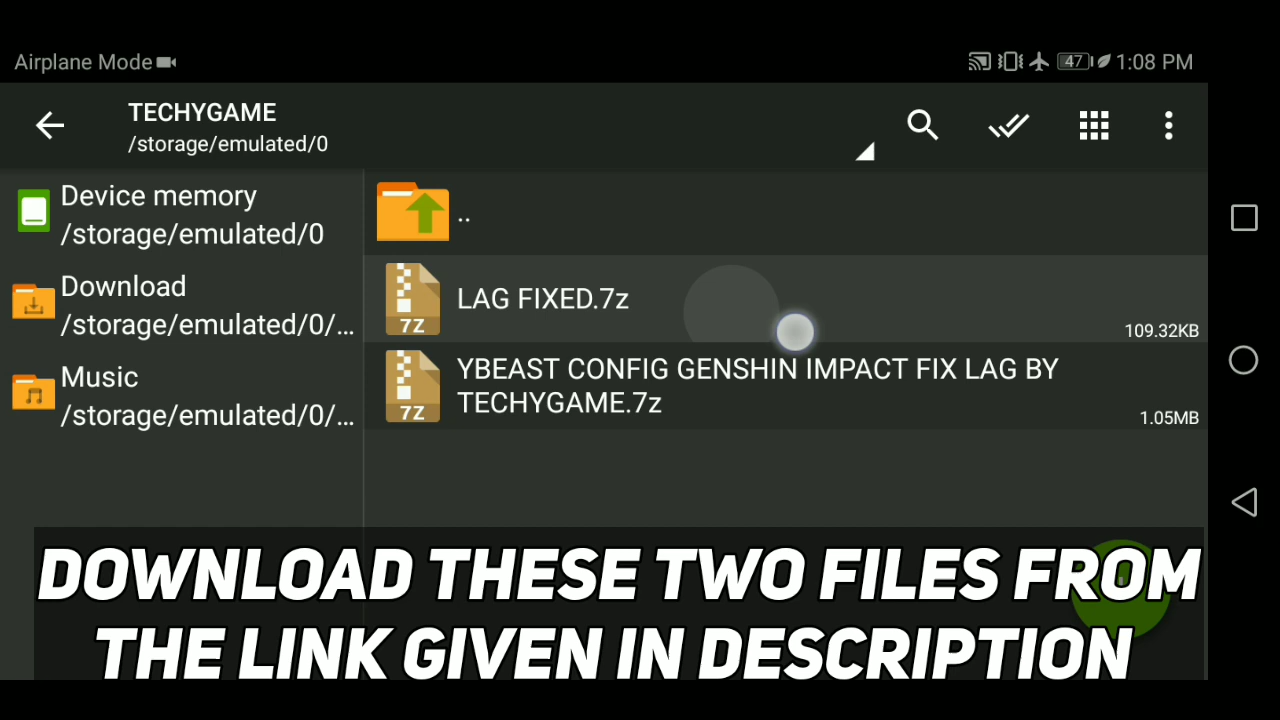 Airplane Mode
47
1:08 PM
TECHYGAME
/storage/emulated/0
Device memory
/storage/emulated/0
Download
/storage/emulated/0/...
Music
/storage/emulated/0/...
..
7Z
LAG FIXED.7z
109.32KB
7Z
YBEAST CONFIG GENSHIN IMPACT FIX LAG BY
TECHYGAME.7z
1.05MB
DOWNLOAD THESE TWO FILES FROM
THE LINK GIVEN IN DESCRIPTION